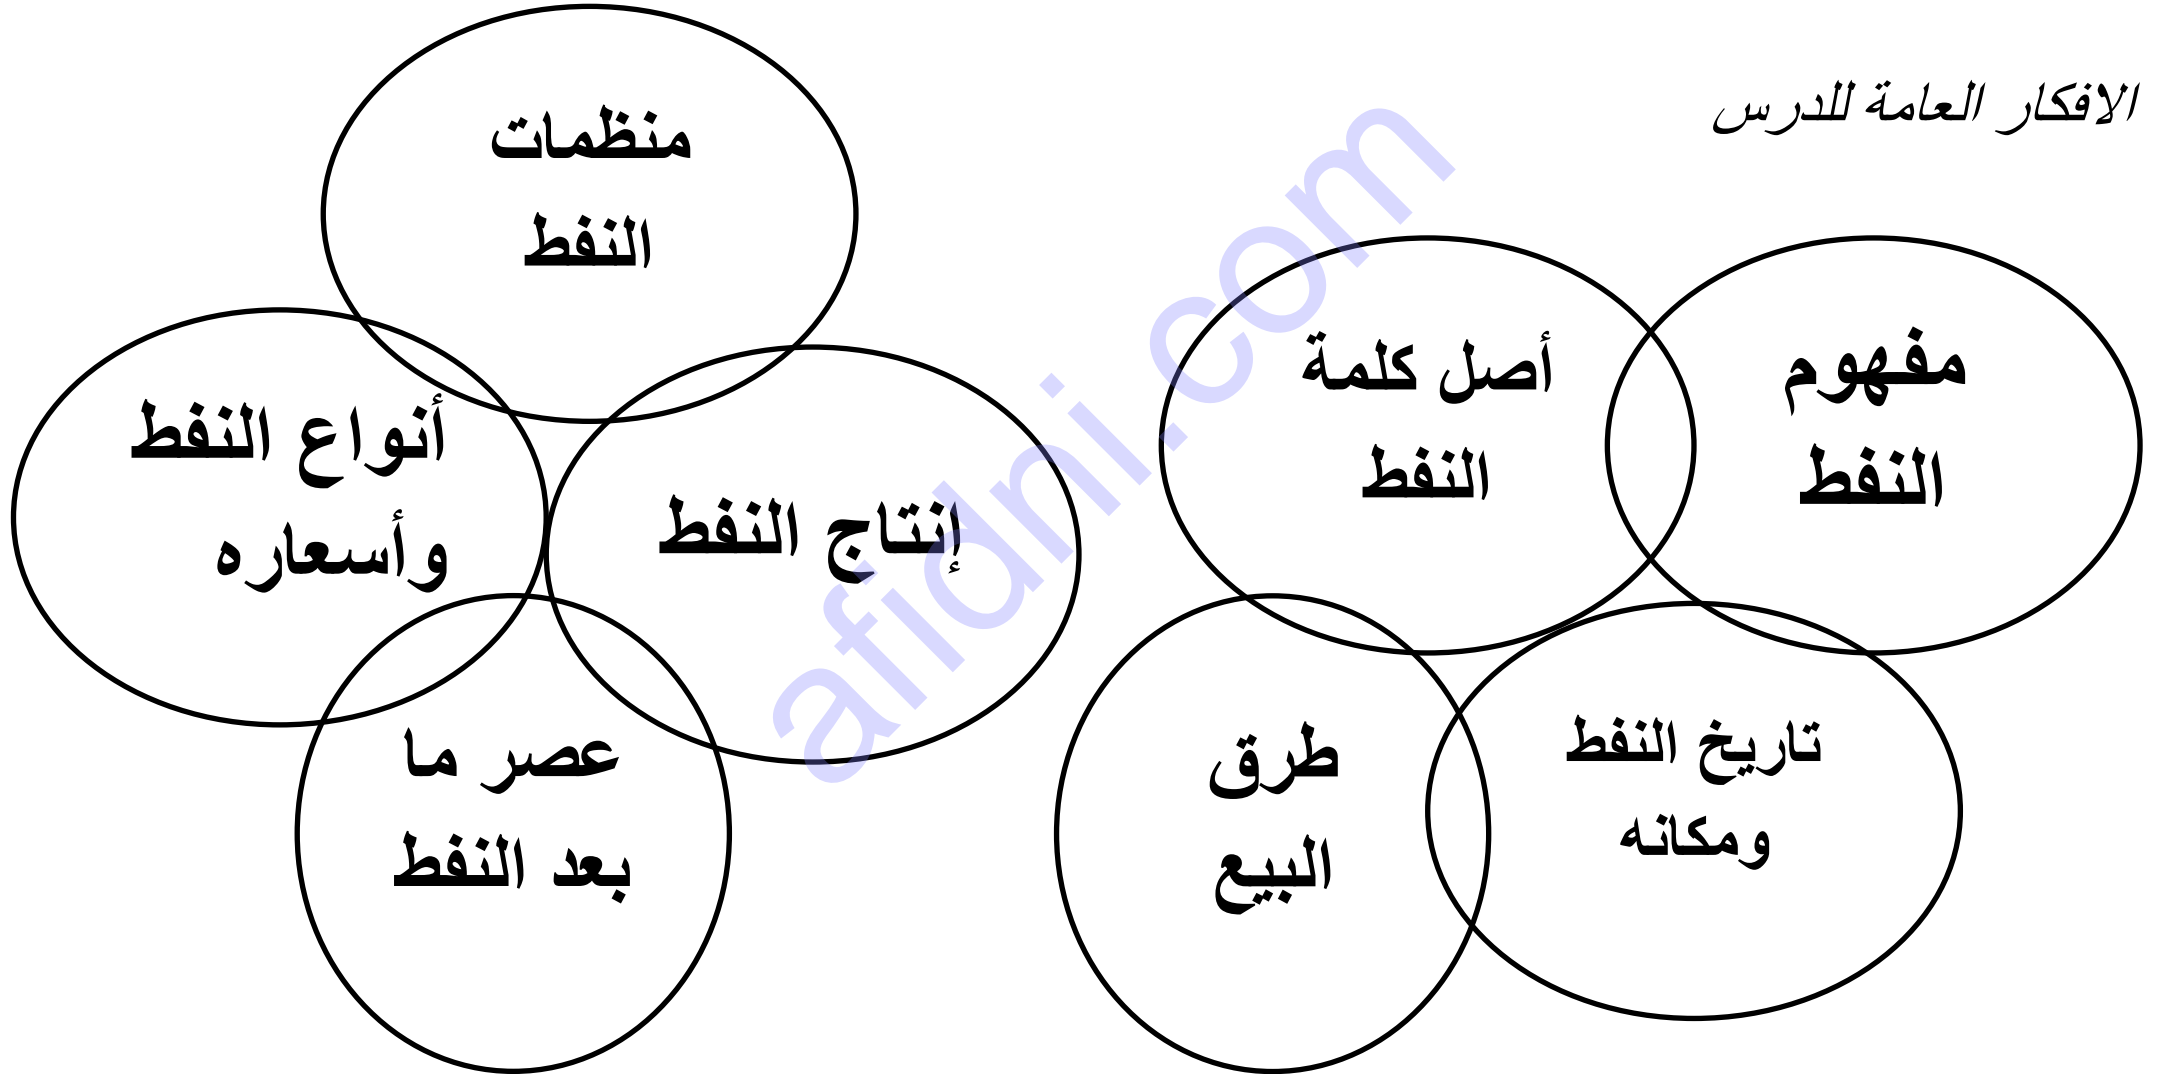 الافكار العامة للدرس
مفهوم
النفط
أصل كلمة
النفط
تاريخ النفط
ومكانه
طرق
البيع
منظمات
النفط
إنتاج النفط
أنواع النفط
وأسعاره
عصر ما
بعد النفط
afidni.com